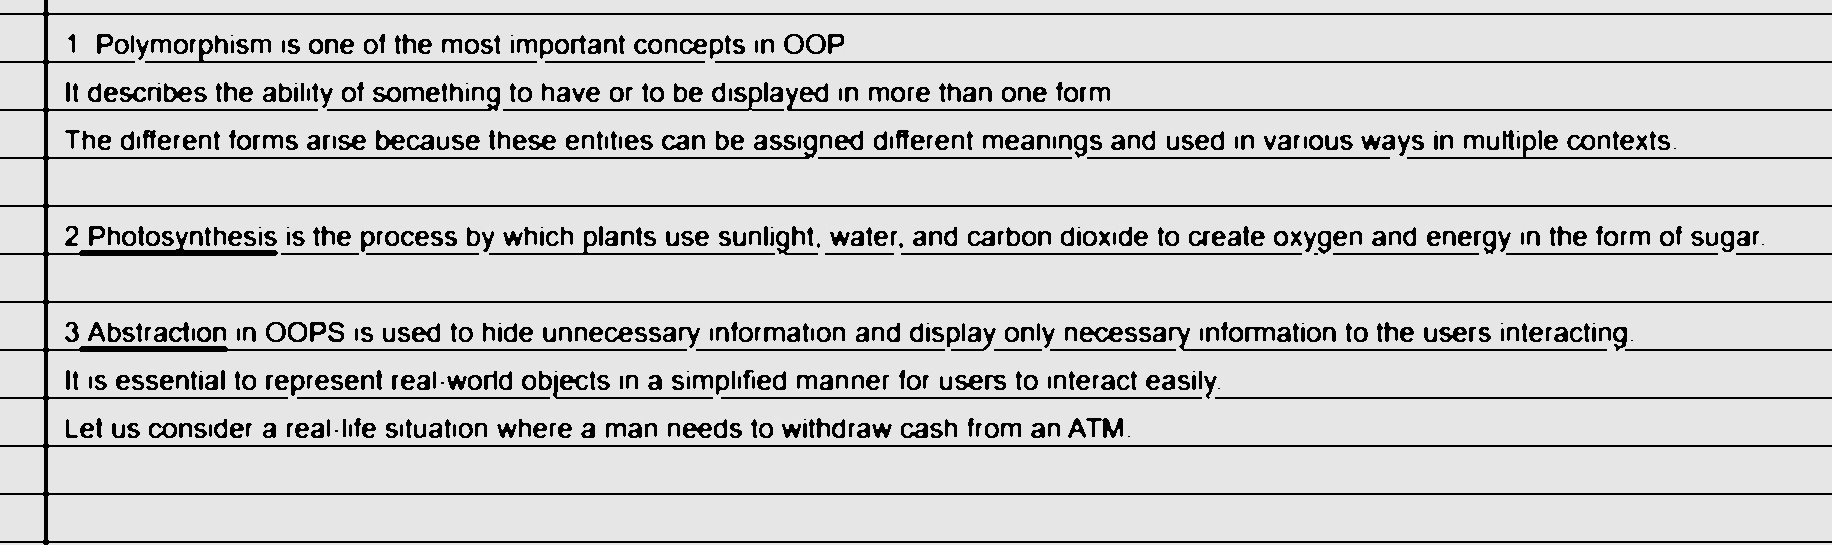 1 Polymorphism is one of the most important concepts in OOP
It describes the ability of something to have or to be displayed in more than one form
The different forms arise because these entities can be assigned different meanings and used in various ways in multiple contexts.
2 Photosynthesis is the process by which plants use sunlight, water, and carbon dioxide to create oxygen and energy in the form of sugar.
3 Abstraction in OOPS is used to hide unnecessary information and display only necessary information to the users interacting.
It is essential to represent real-world objects in a simplified manner for users to interact easily.
Let us consider a real-life situation where a man needs to withdraw cash from an ATM.